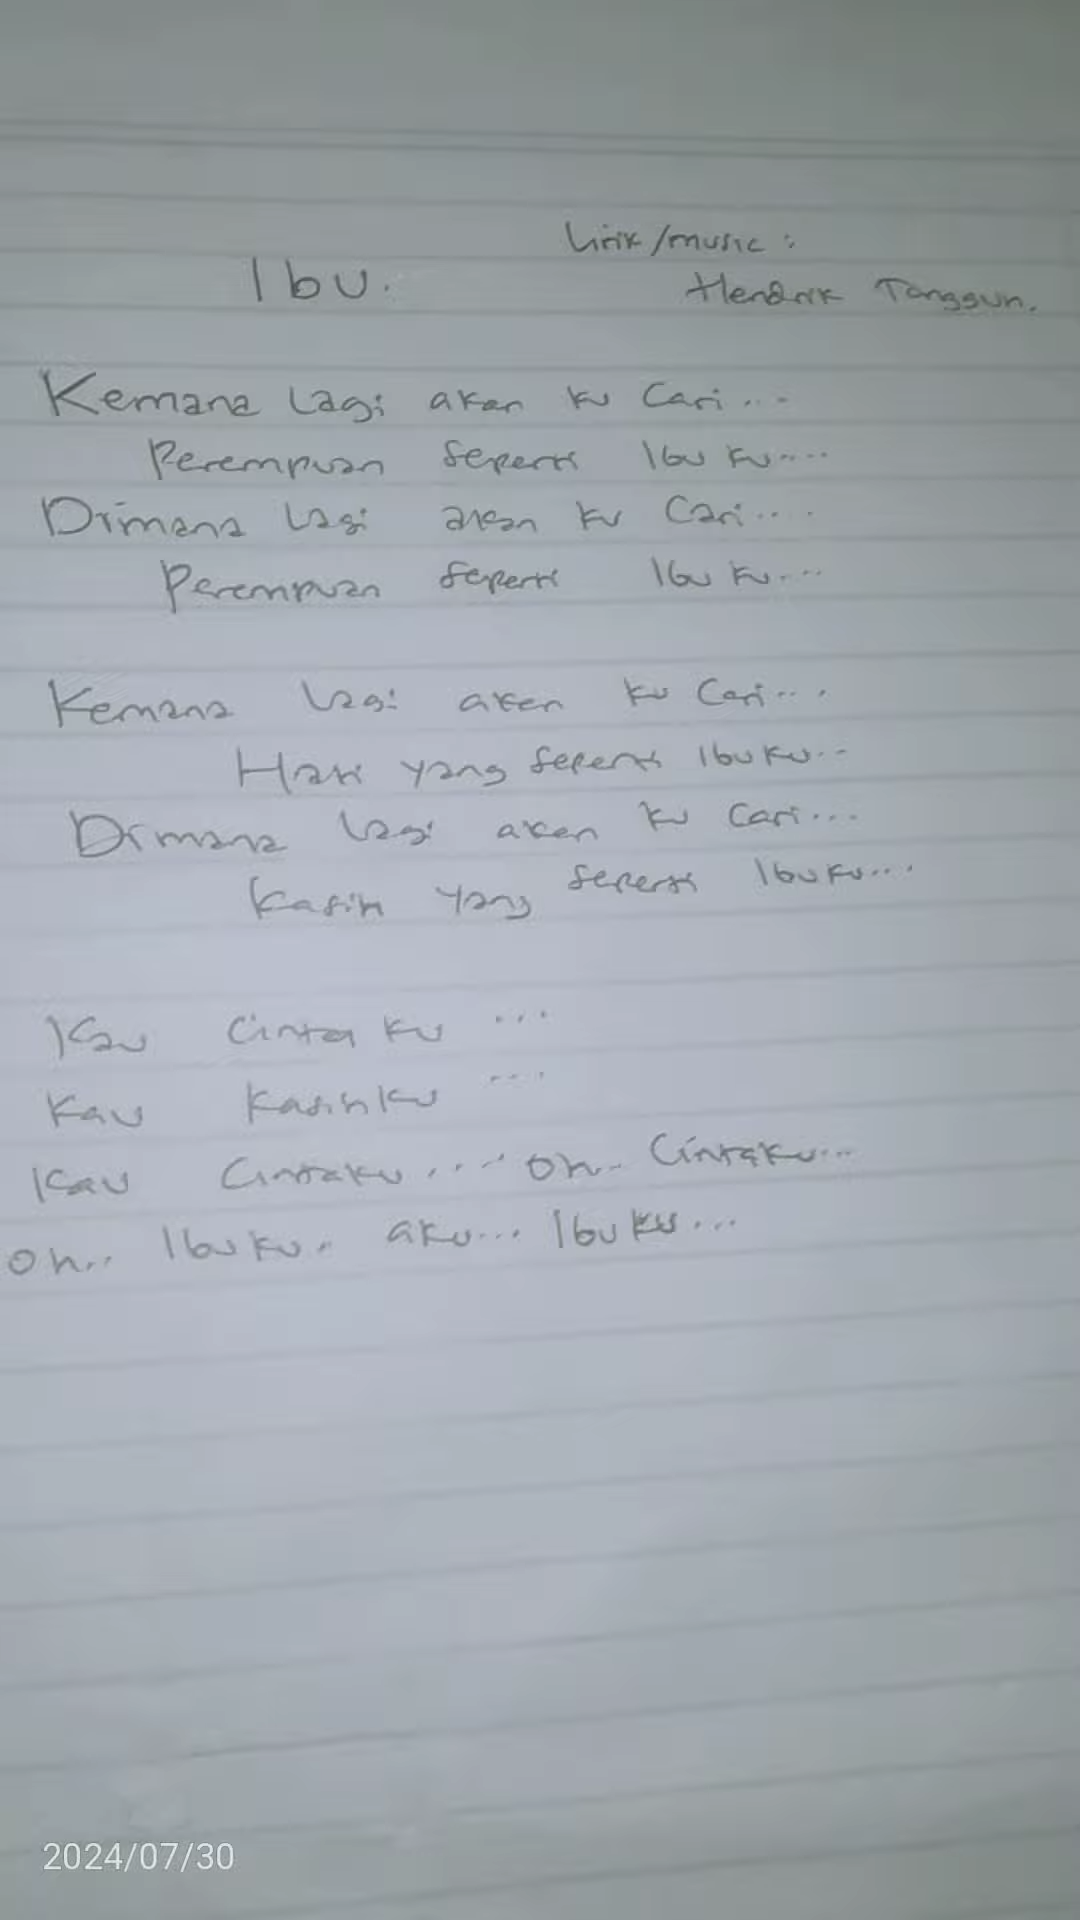 Lirik/music :
Ibu.
Hendrik Tanggun.
Kemana Lagi akan ku Cari...
Perempuan Seperti Ibu ku....
Dimana Lagi akan ku Cari....
Perempuan Seperti Ibu ku....
Kemana Lagi akan ku Cari....
Hati yang Seperti Ibuku...
Dimana Lagi akan ku Cari...
Kasih yang Seperti Ibuku....
Kau Cinta ku ...
Kau Kasihku ....
Kau Cintaku.... Oh.. Cintaku...
Oh.. Ibuku.. aku... Ibuku...
2024/07/30